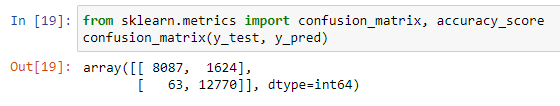 In [19]: from sklearn.metrics import confusion_matrix, accuracy_score
confusion_matrix(y_test, y_pred)
Out[19]: array([[ 8087,  1624],
       [   63, 12770]], dtype=int64)